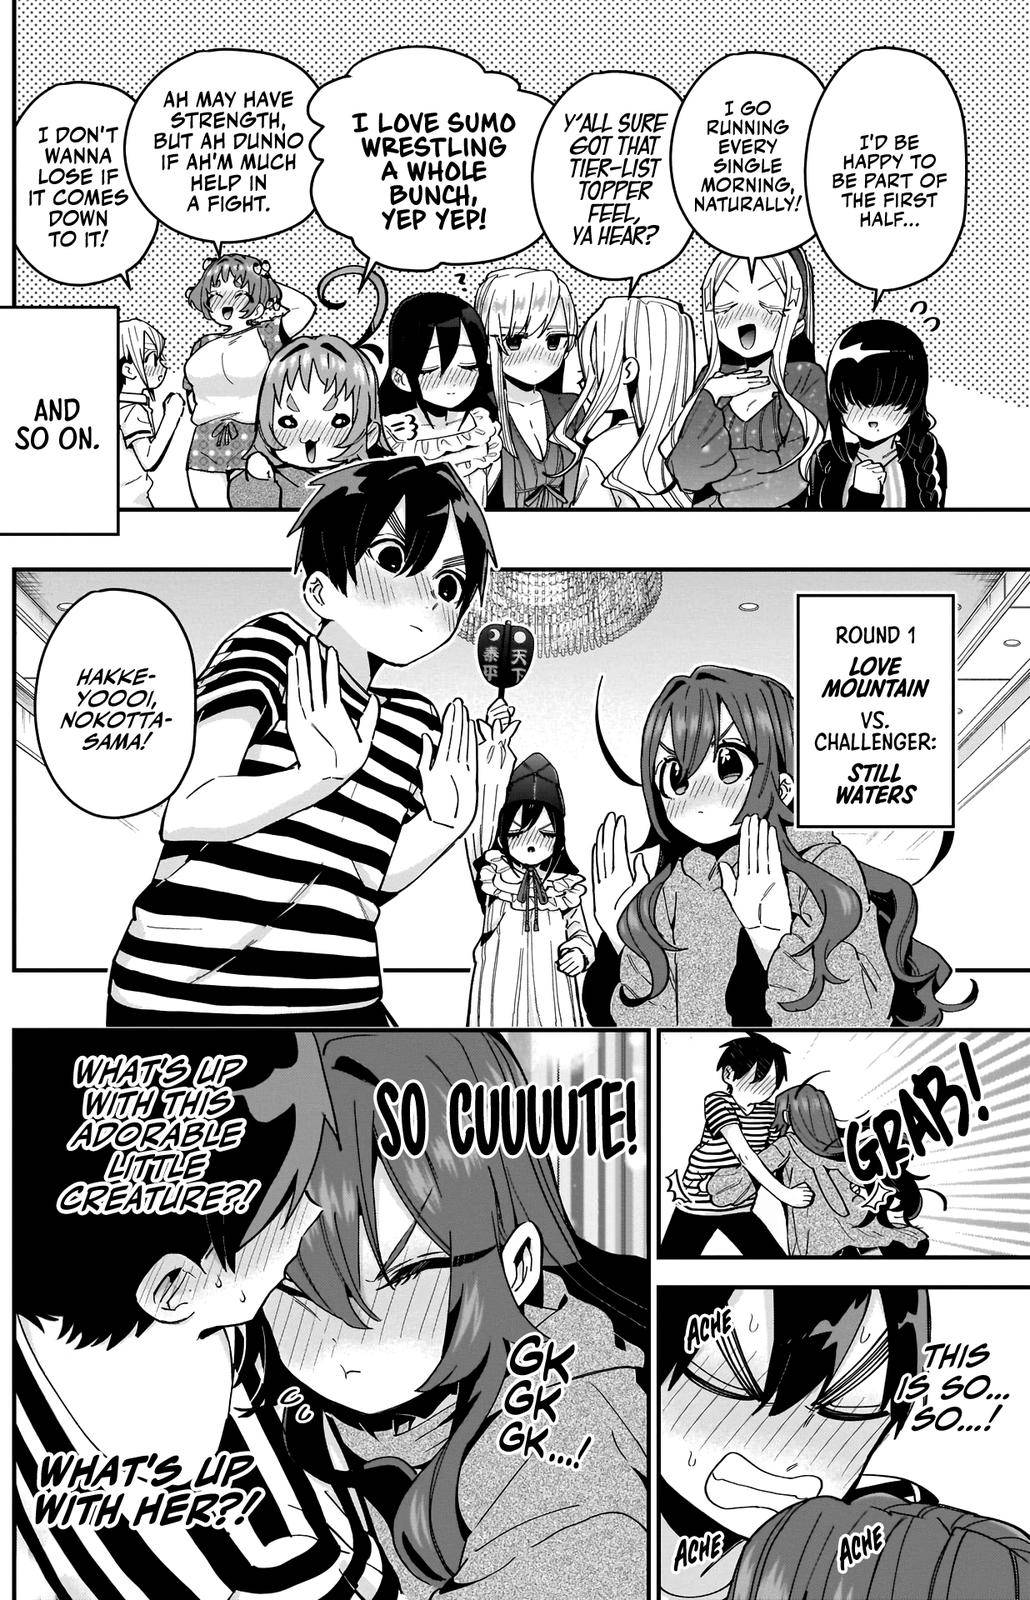 I'D BE
HAPPY TO
BE PART OF
THE FIRST
HALF...
I GO
RUNNING
EVERY
SINGLE
MORNING,
NATURALLY!
Y'ALL SURE
GOT THAT
TIER-LIST
TOPPER
FEEL,
YA HEAR?
I LOVE SUMO
WRESTLING
A WHOLE
BUNCH,
YEP YEP!
AH MAY HAVE
STRENGTH,
BUT AH DUNNO
IF AH'M MUCH
HELP IN
A FIGHT.
I DON'T
WANNA
LOSE IF
IT COMES
DOWN
TO IT!
?
AND
SO ON.
ROUND 1
LOVE
MOUNTAIN
VS.
CHALLENGER:
STILL
WATERS
天下
泰平
HAKKE-
YOOOI,
NOKOTTA-
SAMA!
GRAB!
SO CUUUUTE!
WHAT'S UP
WITH THIS
ADORABLE
LITTLE
CREATURE?!
GK
GK
GK...!
WHAT'S UP
WITH HER?!
ACHE
THIS
IS SO...
SO...!
ACHE
ACHE